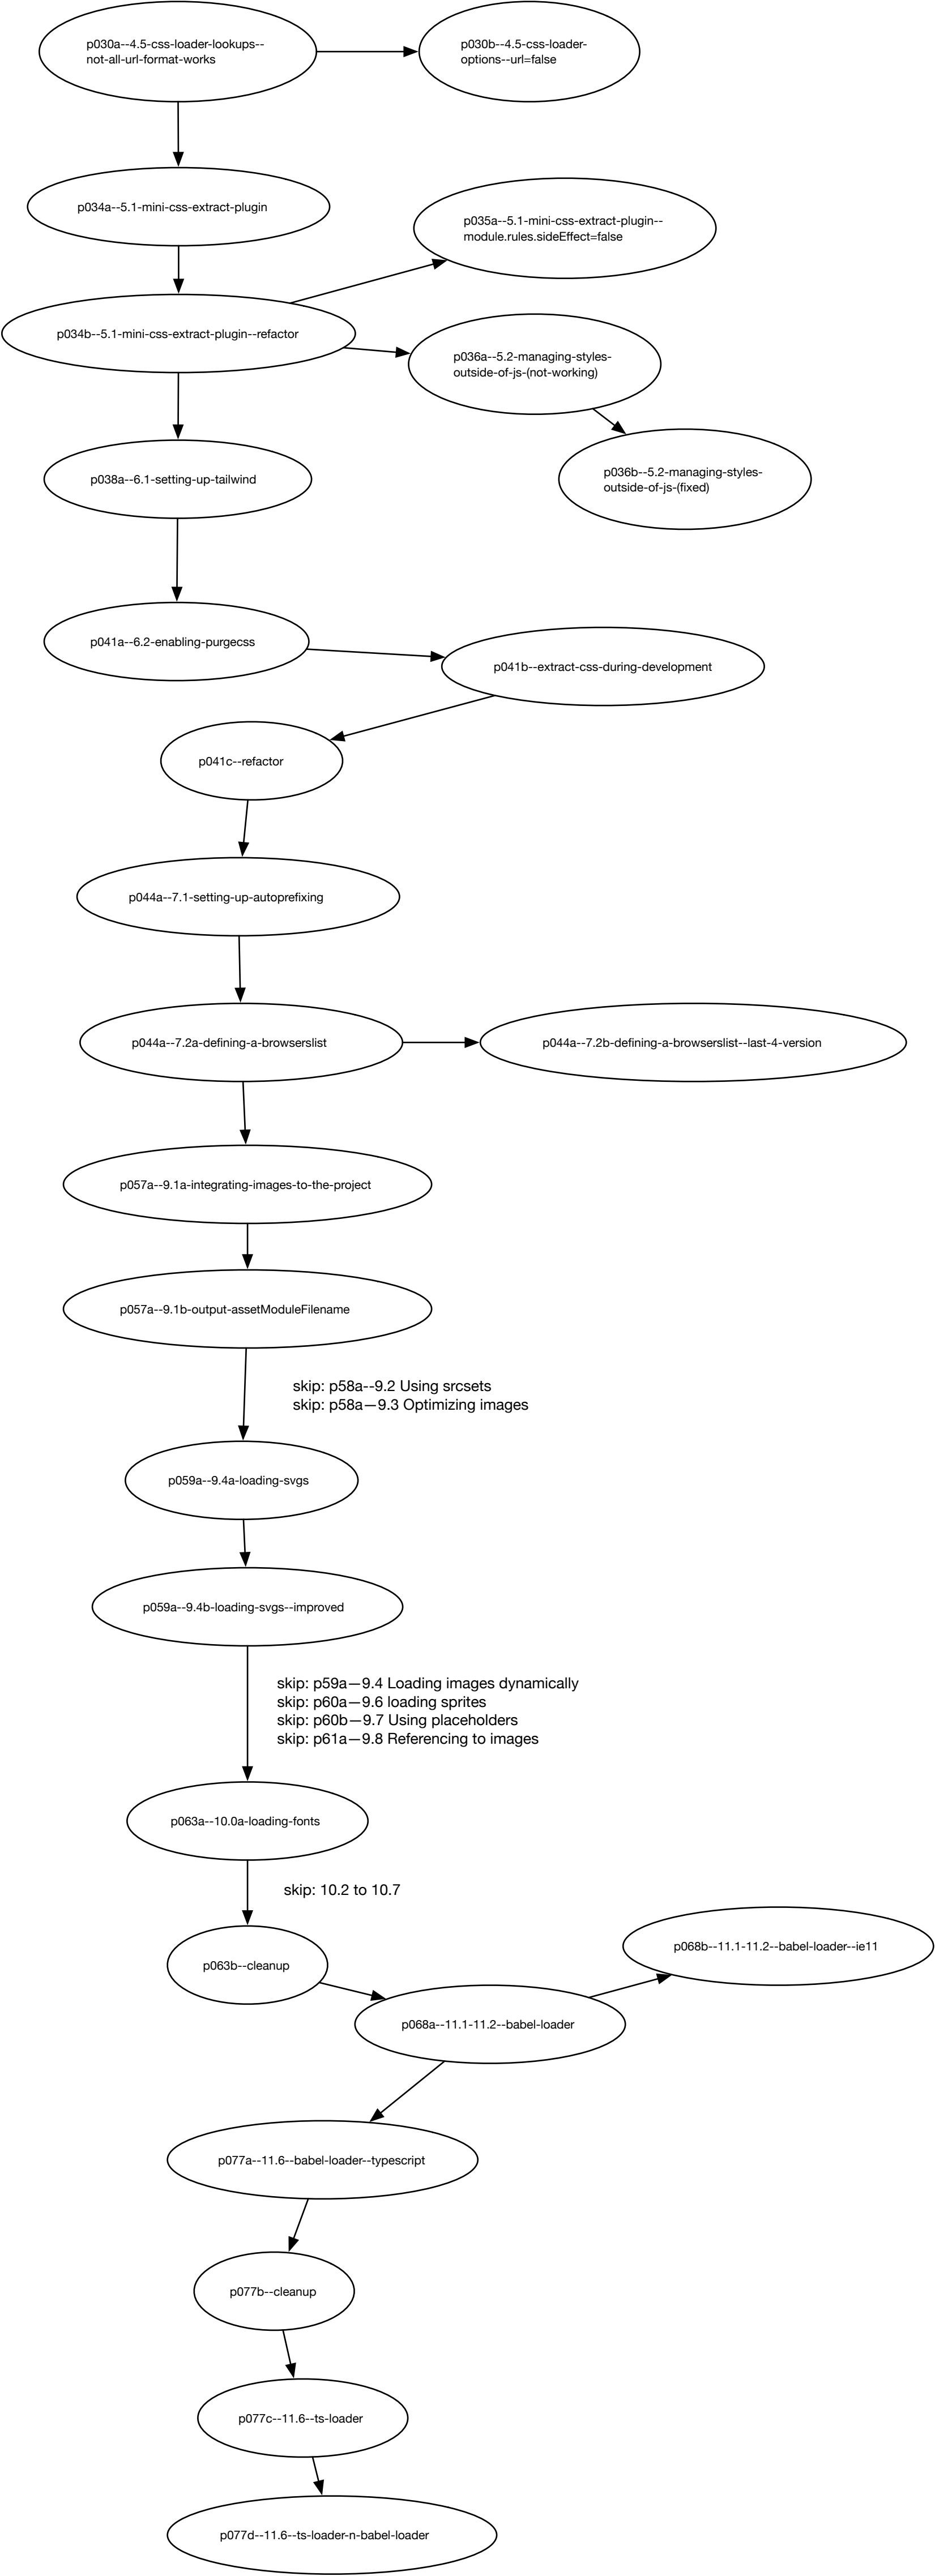 p030a--4.5-css-loader-lookups--
not-all-url-format-works
p030b--4.5-css-loader-
options--url=false
p034a--5.1-mini-css-extract-plugin
p035a--5.1-mini-css-extract-plugin--
module.rules.sideEffect=false
p034b--5.1-mini-css-extract-plugin--refactor
p036a--5.2-managing-styles-
outside-of-js-(not-working)
p036b--5.2-managing-styles-
outside-of-js-(fixed)
p038a--6.1-setting-up-tailwind
p041a--6.2-enabling-purgecss
p041b--extract-css-during-development
p041c--refactor
p044a--7.1-setting-up-autoprefixing
p044a--7.2a-defining-a-browserslist
p044a--7.2b-defining-a-browserslist--last-4-version
p057a--9.1a-integrating-images-to-the-project
p057a--9.1b-output-assetModuleFilename
skip: p58a--9.2 Using srcsets
skip: p58a—9.3 Optimizing images
p059a--9.4a-loading-svgs
p059a--9.4b-loading-svgs--improved
skip: p59a—9.4 Loading images dynamically
skip: p60a—9.6 loading sprites
skip: p60b—9.7 Using placeholders
skip: p61a—9.8 Referencing to images
p063a--10.0a-loading-fonts
skip: 10.2 to 10.7
p063b--cleanup
p068b--11.1-11.2--babel-loader--ie11
p068a--11.1-11.2--babel-loader
p077a--11.6--babel-loader--typescript
p077b--cleanup
p077c--11.6--ts-loader
p077d--11.6--ts-loader-n-babel-loader